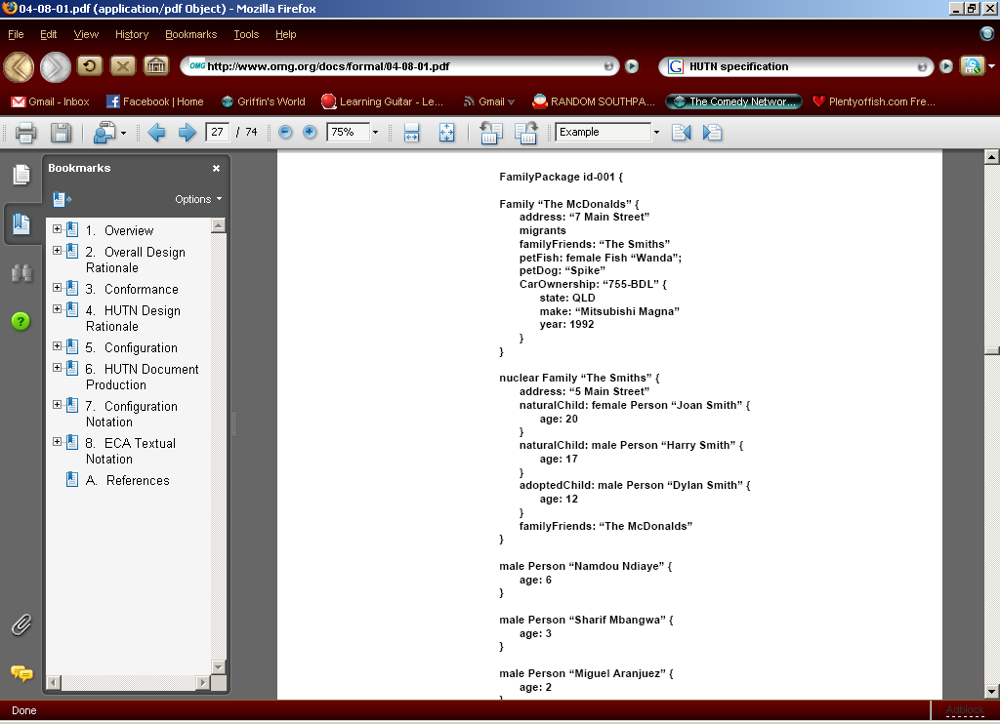 04-08-01.pdf (application/pdf Object) - Mozilla Firefox
File Edit View History Bookmarks Tools Help
OMG http://www.omg.org/docs/formal/04-08-01.pdf G HUTN specification
Gmail - Inbox Facebook | Home Griffin's World Learning Guitar - Le... Gmail RANDOM SOUTHPA... The Comedy Networ... Plentyoffish.com Fre...
27 / 74 75% Example
Bookmarks
Options
1. Overview
2. Overall Design
Rationale
3. Conformance
4. HUTN Design
Rationale
5. Configuration
6. HUTN Document
Production
7. Configuration
Notation
8. ECA Textual
Notation
A. References
FamilyPackage id-001 {
Family “The McDonalds” {
address: “7 Main Street”
migrants
familyFriends: “The Smiths”
petFish: female Fish “Wanda”;
petDog: “Spike”
CarOwnership: “755-BDL” {
state: QLD
make: “Mitsubishi Magna”
year: 1992
}
}
nuclear Family “The Smiths” {
address: “5 Main Street”
naturalChild: female Person “Joan Smith” {
age: 20
}
naturalChild: male Person “Harry Smith” {
age: 17
}
adoptedChild: male Person “Dylan Smith” {
age: 12
}
familyFriends: “The McDonalds”
}
male Person “Namdou Ndiaye” {
age: 6
}
male Person “Sharif Mbangwa” {
age: 3
}
male Person “Miguel Aranjuez” {
age: 2
}
Done
Adblock